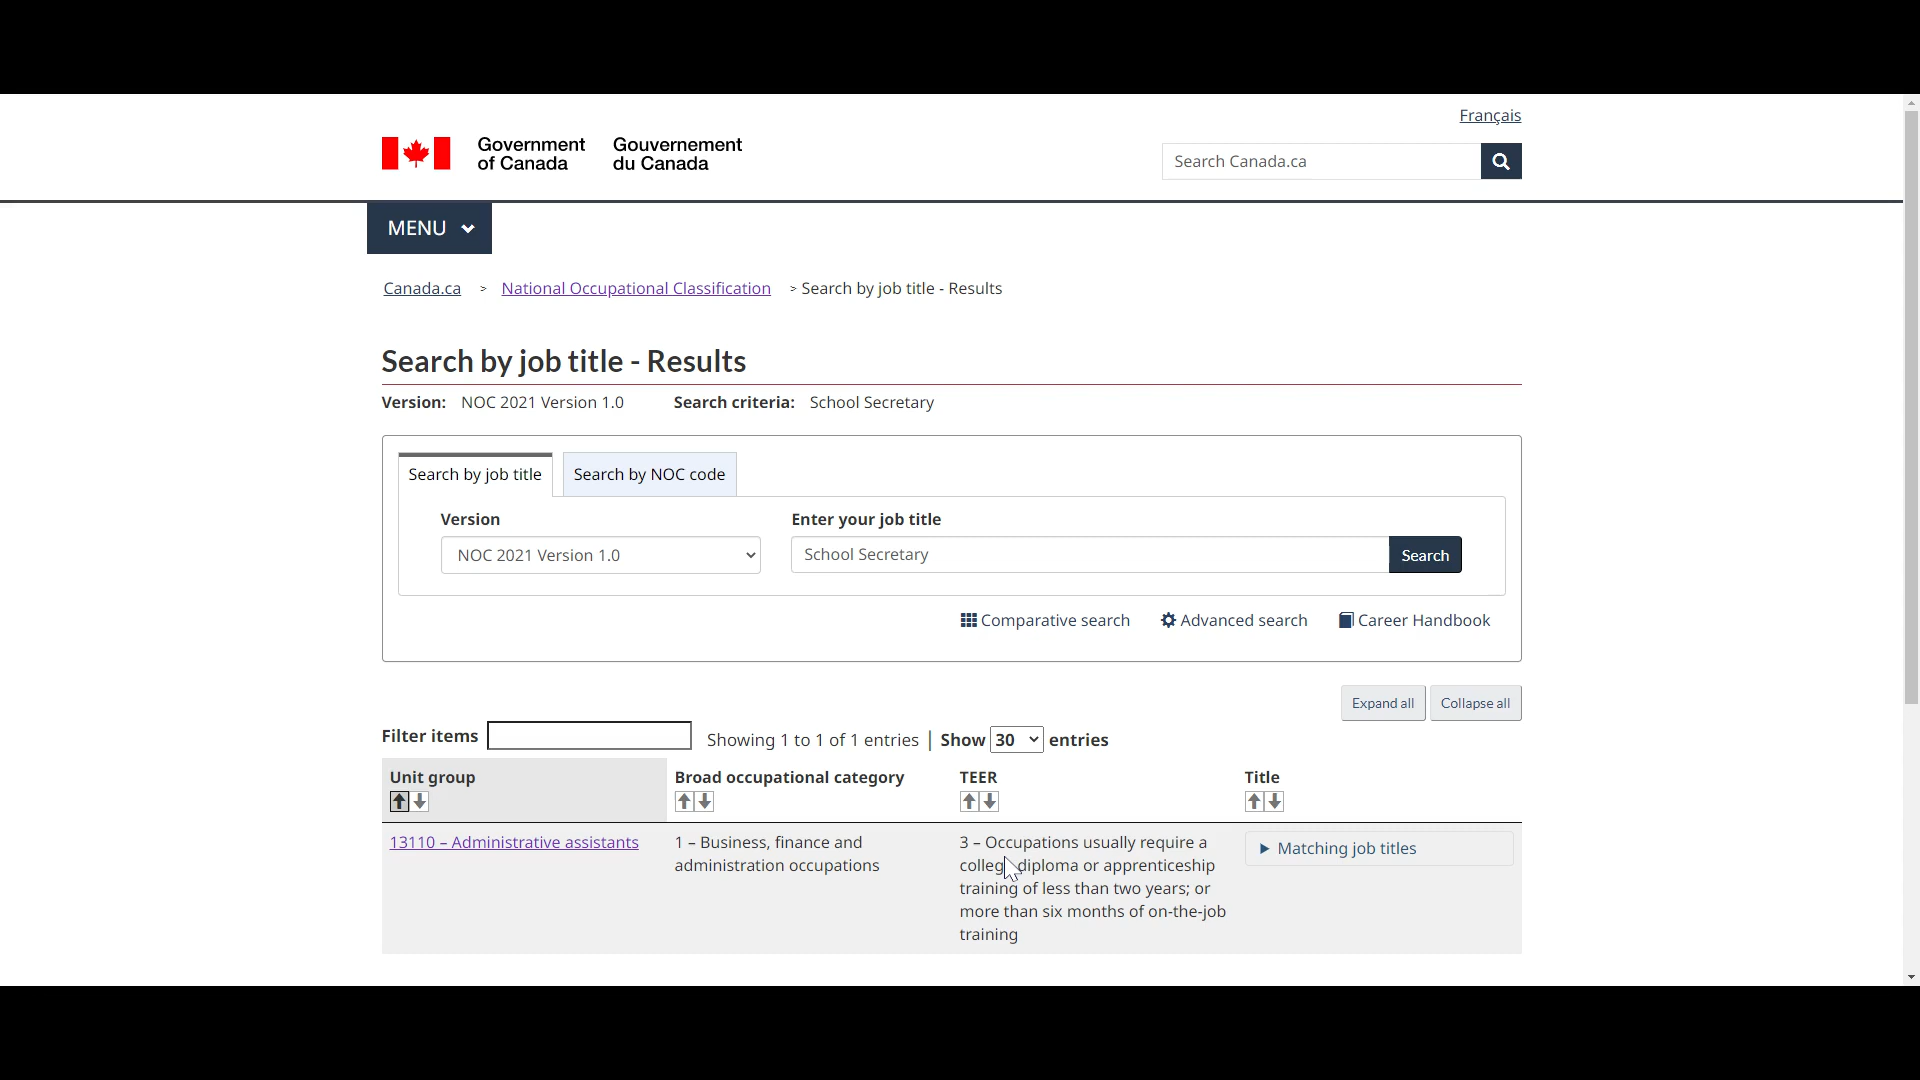 Français
Government of Canada
Gouvernement du Canada
Search Canada.ca
MENU
Canada.ca > National Occupational Classification > Search by job title - Results
Search by job title - Results
Version: NOC 2021 Version 1.0 Search criteria: School Secretary
Search by job title Search by NOC code
Version Enter your job title
NOC 2021 Version 1.0 School Secretary Search
Comparative search Advanced search Career Handbook
Expand all Collapse all
Filter items Showing 1 to 1 of 1 entries | Show 30 entries
Unit group Broad occupational category TEER Title
13110 – Administrative assistants
1 – Business, finance and
administration occupations
3 – Occupations usually require a
college diploma or apprenticeship
training of less than two years; or
more than six months of on-the-job
training
Matching job titles